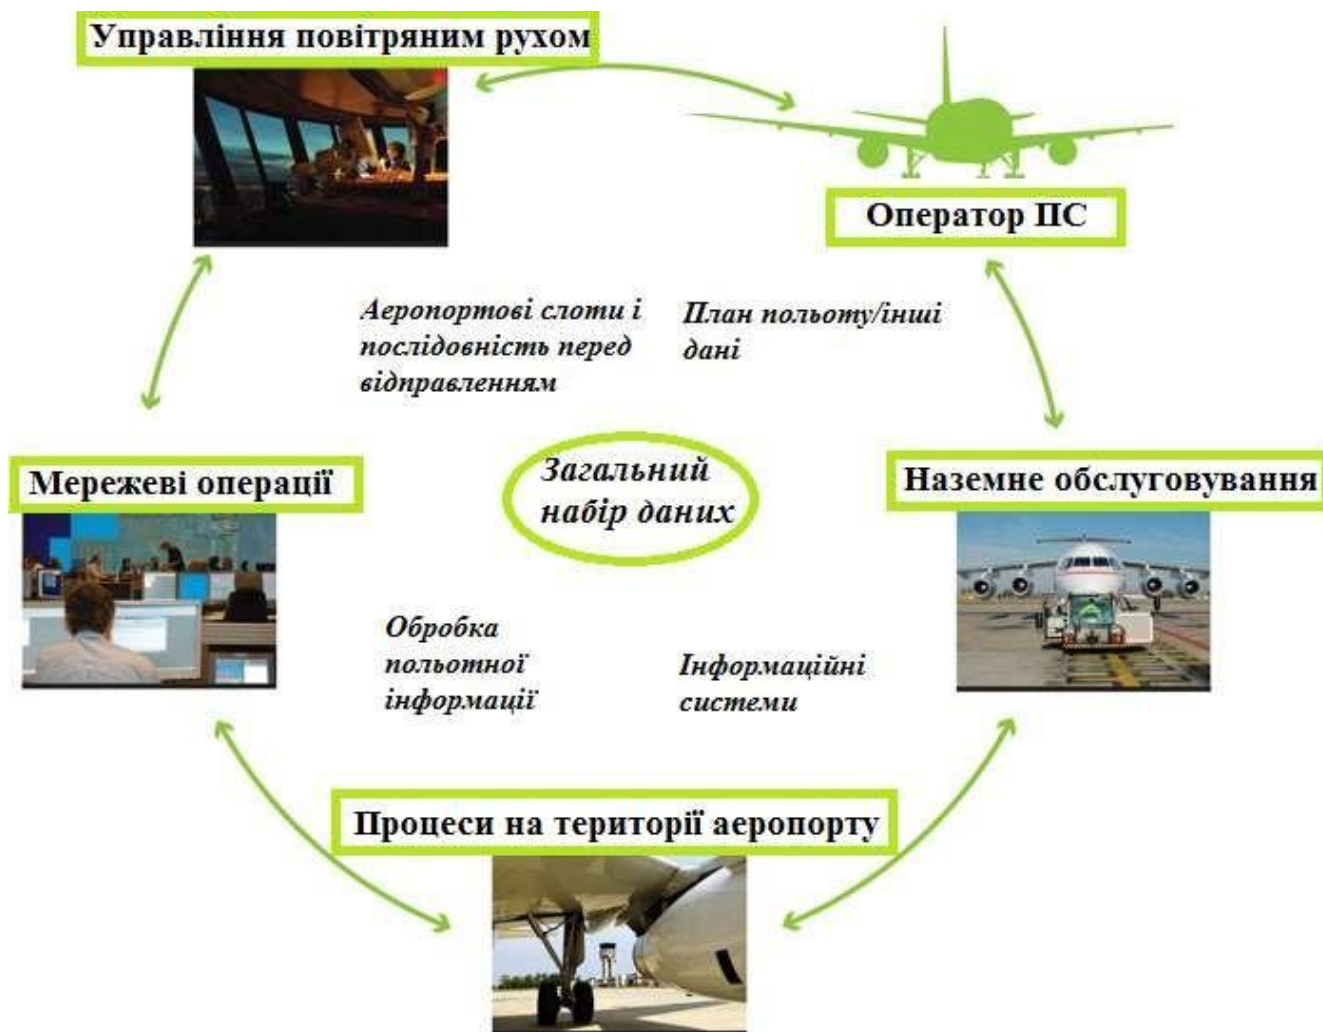 Управління повітряним рухом
Оператор ПС
Аеропортові слоти і
послідовність перед
відправленням
План польоту/інші
дані
Мережеві операції
Загальний
набір даних
Наземне обслуговування
Обробка
польотної
інформації
Інформаційні
системи
Процеси на території аеропорту